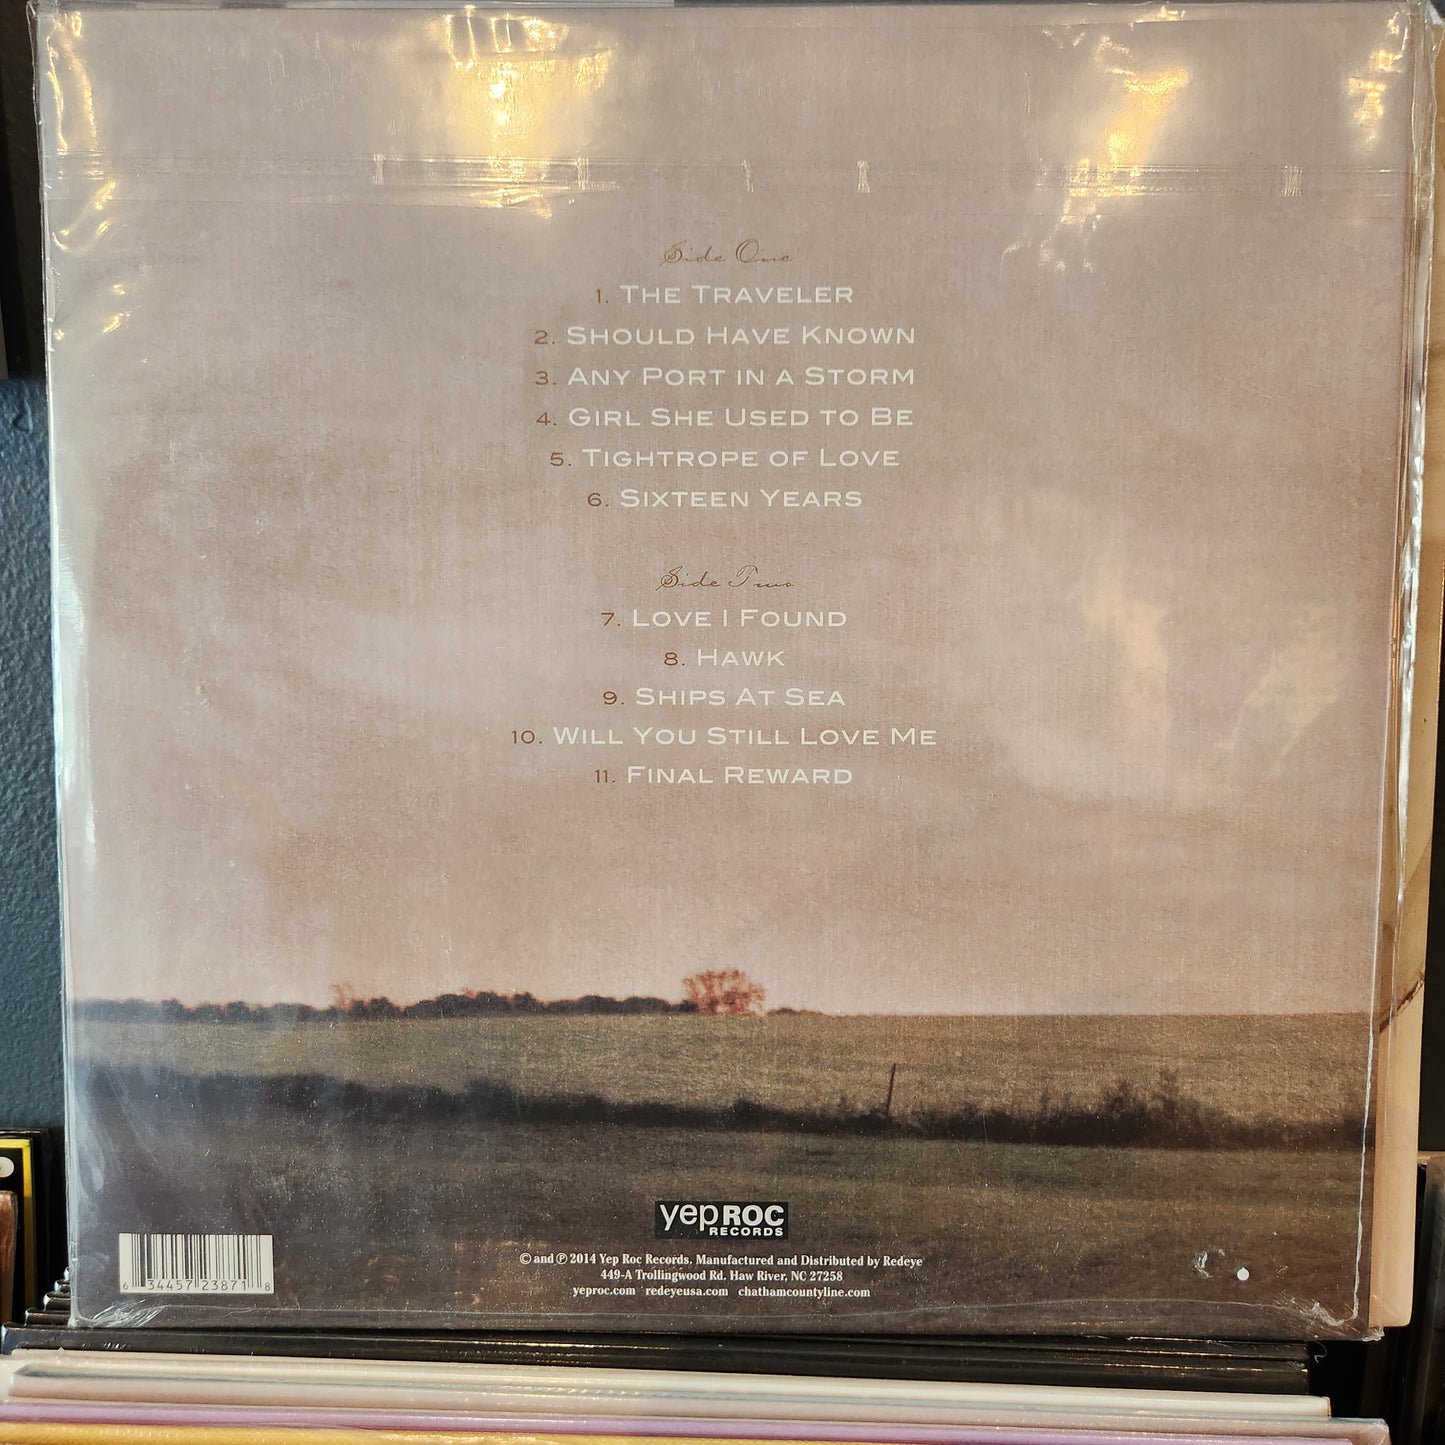 Side One
1. The Traveler
2. Should Have Known
3. Any Port in a Storm
4. Girl She Used to Be
5. Tightrope of Love
6. Sixteen Years
Side Two
7. Love I Found
8. Hawk
9. Ships At Sea
10. Will You Still Love Me
11. Final Reward
yep ROC
RECORDS
© and ℗ 2014 Yep Roc Records. Manufactured and Distributed by Redeye
449-A Trollingwood Rd. Haw River, NC 27258
yeproc.com redeyeusa.com chathamcountyline.com
6 34457 23871 8